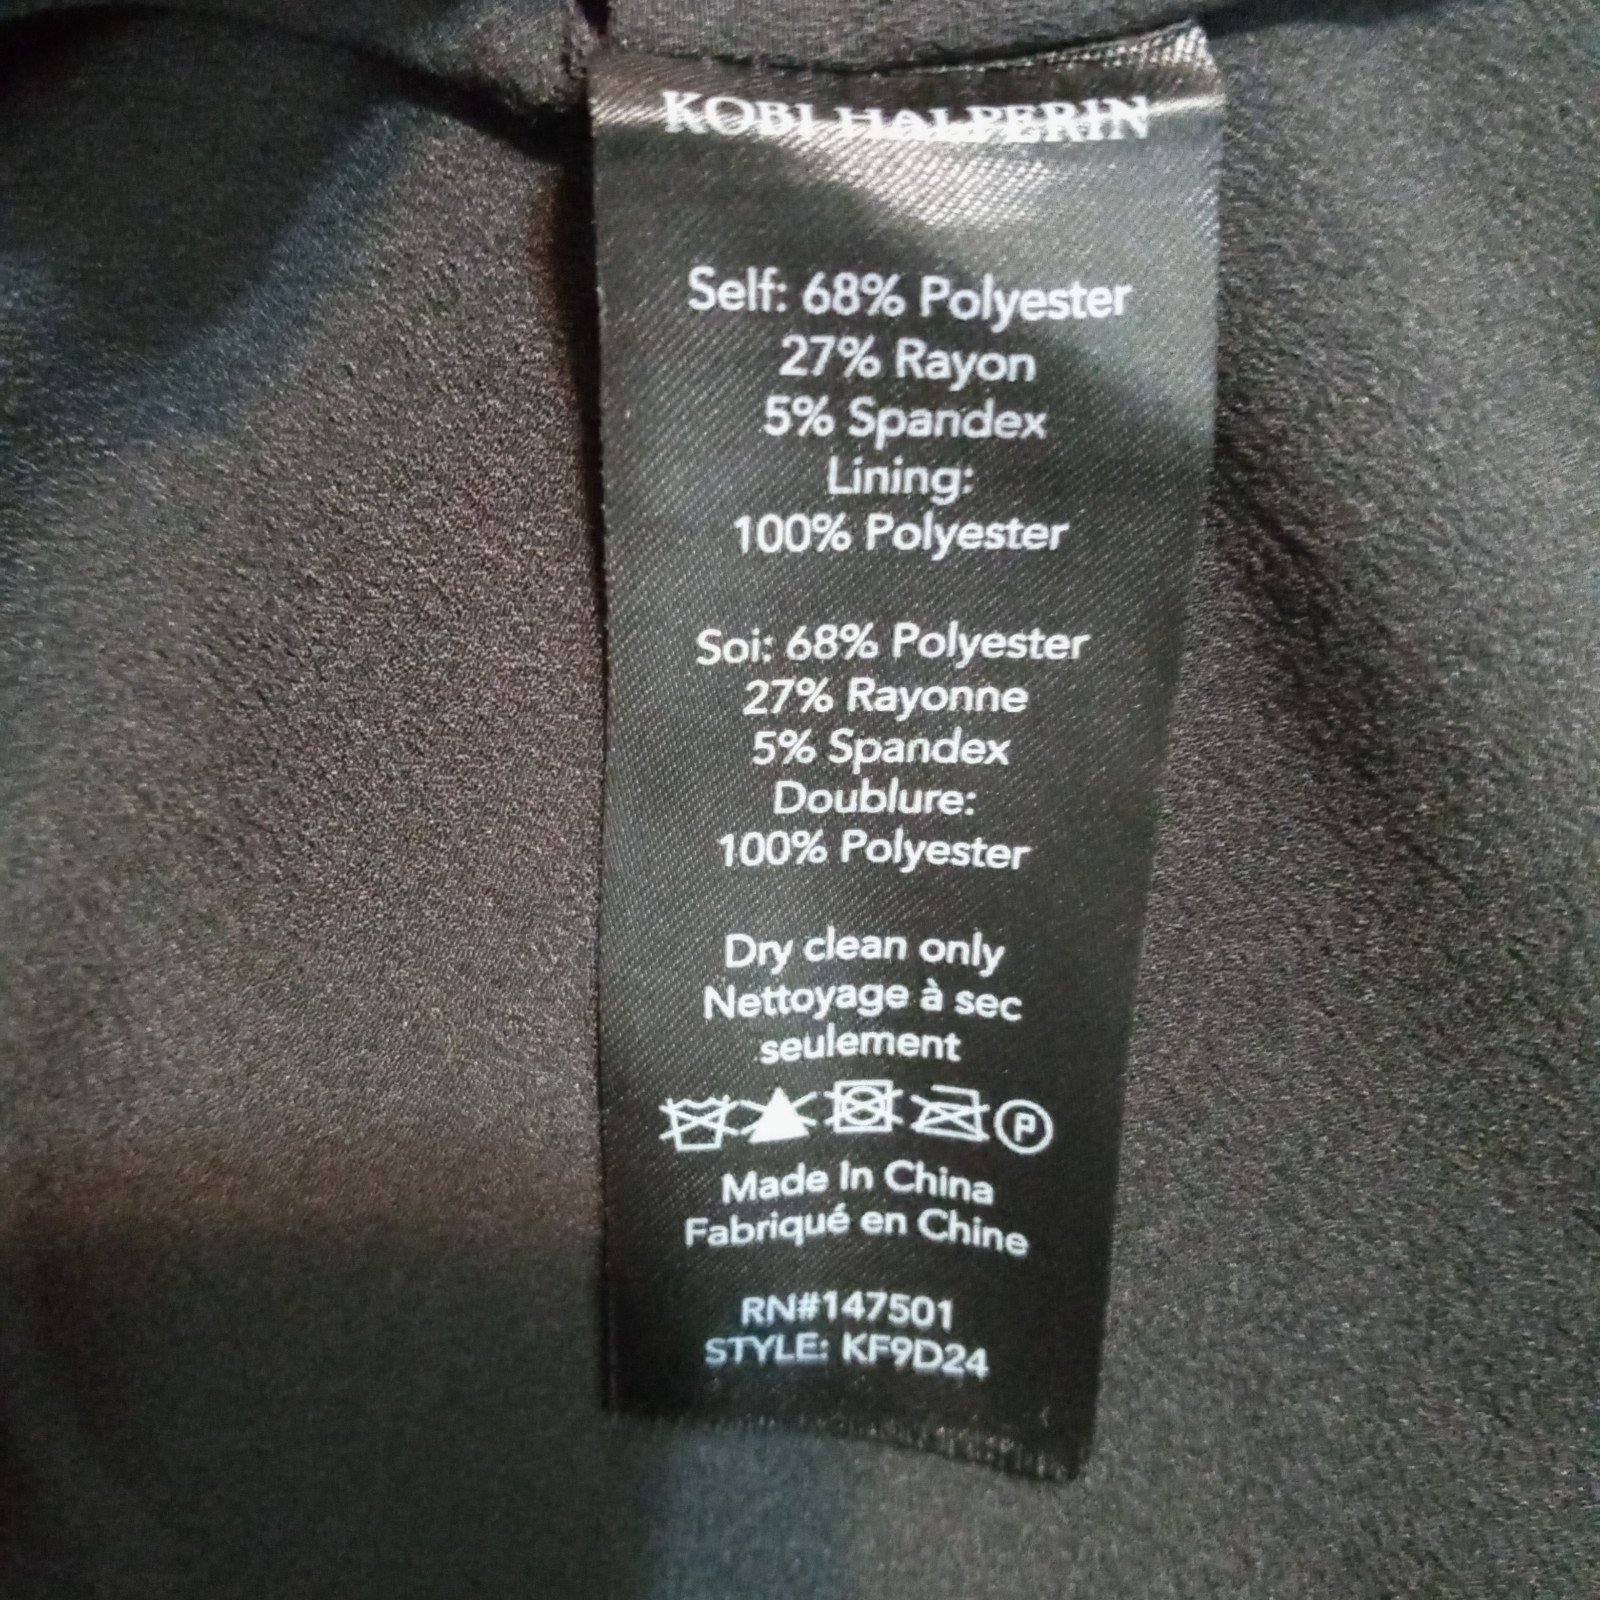 KOBI HALPERIN
Self: 68% Polyester
27% Rayon
5% Spandex
Lining:
100% Polyester
Soi: 68% Polyester
27% Rayonne
5% Spandex
Doublure:
100% Polyester
Dry clean only
Nettoyage à sec
seulement
P
Made In China
Fabriqué en Chine
RN#147501
STYLE: KF9D24